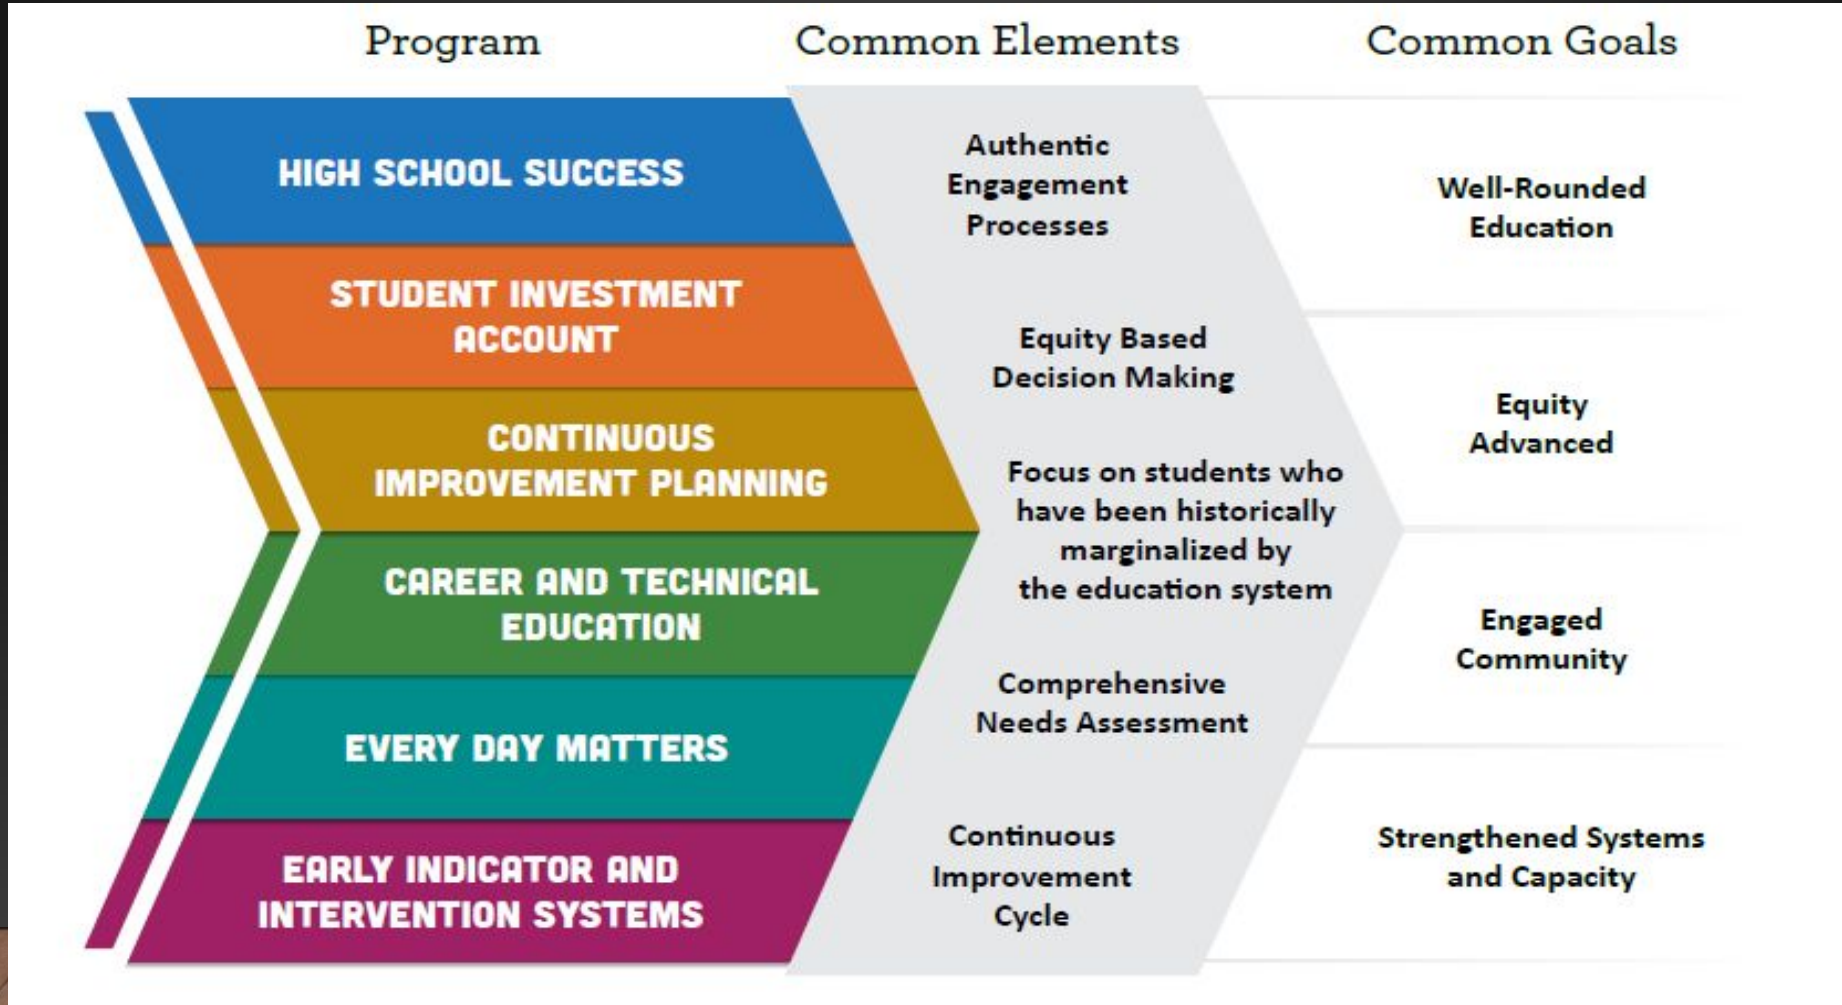 Program
Common Elements
Common Goals
HIGH SCHOOL SUCCESS
STUDENT INVESTMENT
ACCOUNT
CONTINUOUS
IMPROVEMENT PLANNING
CAREER AND TECHNICAL
EDUCATION
EVERY DAY MATTERS
EARLY INDICATOR AND
INTERVENTION SYSTEMS
Authentic
Engagement
Processes
Equity Based
Decision Making
Focus on students who
have been historically
marginalized by
the education system
Comprehensive
Needs Assessment
Continuous
Improvement
Cycle
Well-Rounded
Education
Equity
Advanced
Engaged
Community
Strengthened Systems
and Capacity